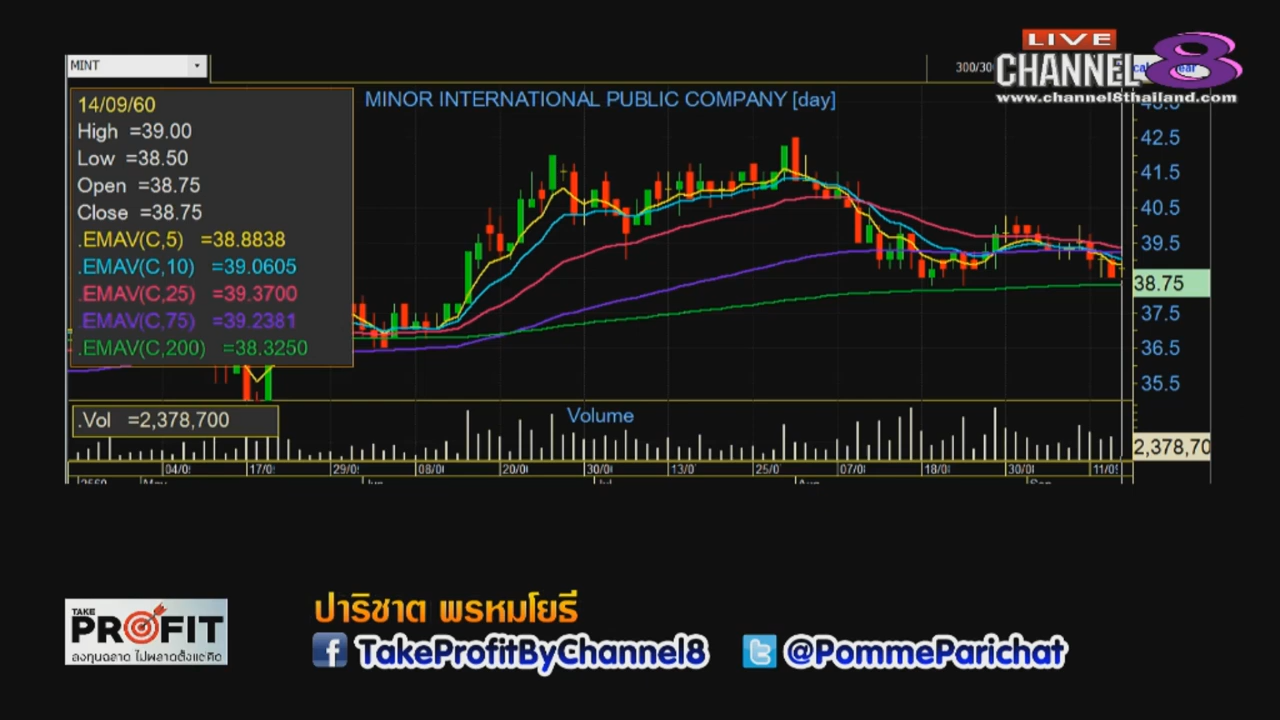 MINT
300/30
LIVE
CHANNEL 8
www.channel8thailand.com
14/09/60
High =39.00
Low =38.50
Open =38.75
Close =38.75
.EMAV(C,5) =38.8838
.EMAV(C,10) =39.0605
.EMAV(C,25) =39.3700
.EMAV(C,75) =39.2381
.EMAV(C,200) =38.3250
MINOR INTERNATIONAL PUBLIC COMPANY [day]
42.5
41.5
40.5
39.5
38.75
37.5
36.5
35.5
.Vol =2,378,700
Volume
2,378,70
04/0
17/0
29/0
08/0
20/0
30/0
13/0
25/0
07/0
18/0
30/0
11/0
TAKE
PROFIT
ลงทุนฉลาด ไม่พลาดตั้งแต่คิด
ปาริชาต พรหมโยธี
TakeProfitByChannel8
@PommeParichat